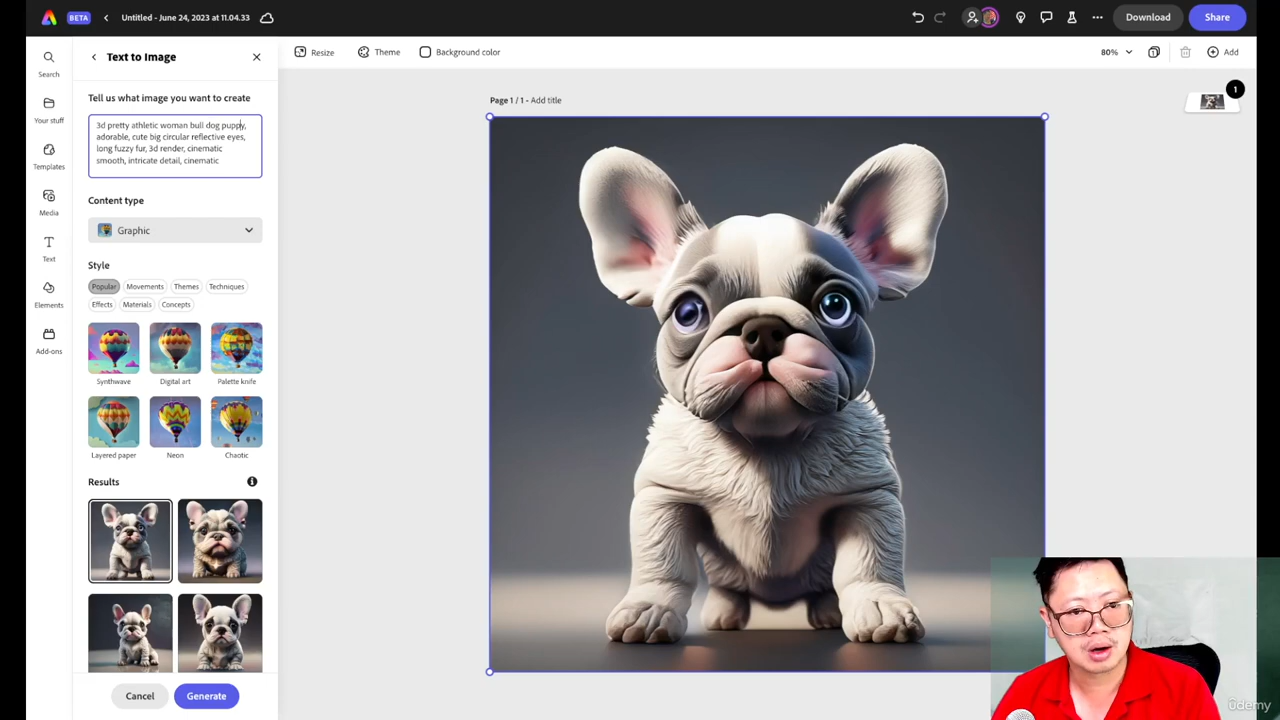 BETA
Untitled - June 24, 2023 at 11.04.33
Download
Share
Search
Your stuff
Templates
Media
Text
Elements
Add-ons
Text to Image
Tell us what image you want to create
3d pretty athletic woman bull dog puppy,
adorable, cute big circular reflective eyes,
long fuzzy fur, 3d render, cinematic
smooth, intricate detail, cinematic
Content type
Graphic
Style
Popular Movements Themes Techniques
Effects Materials Concepts
Synthwave Digital art Palette knife
Layered paper Neon Chaotic
Results
Cancel
Generate
Resize
Theme
Background color
80%
1
Add
Page 1 / 1 - Add title
1
ûdemy